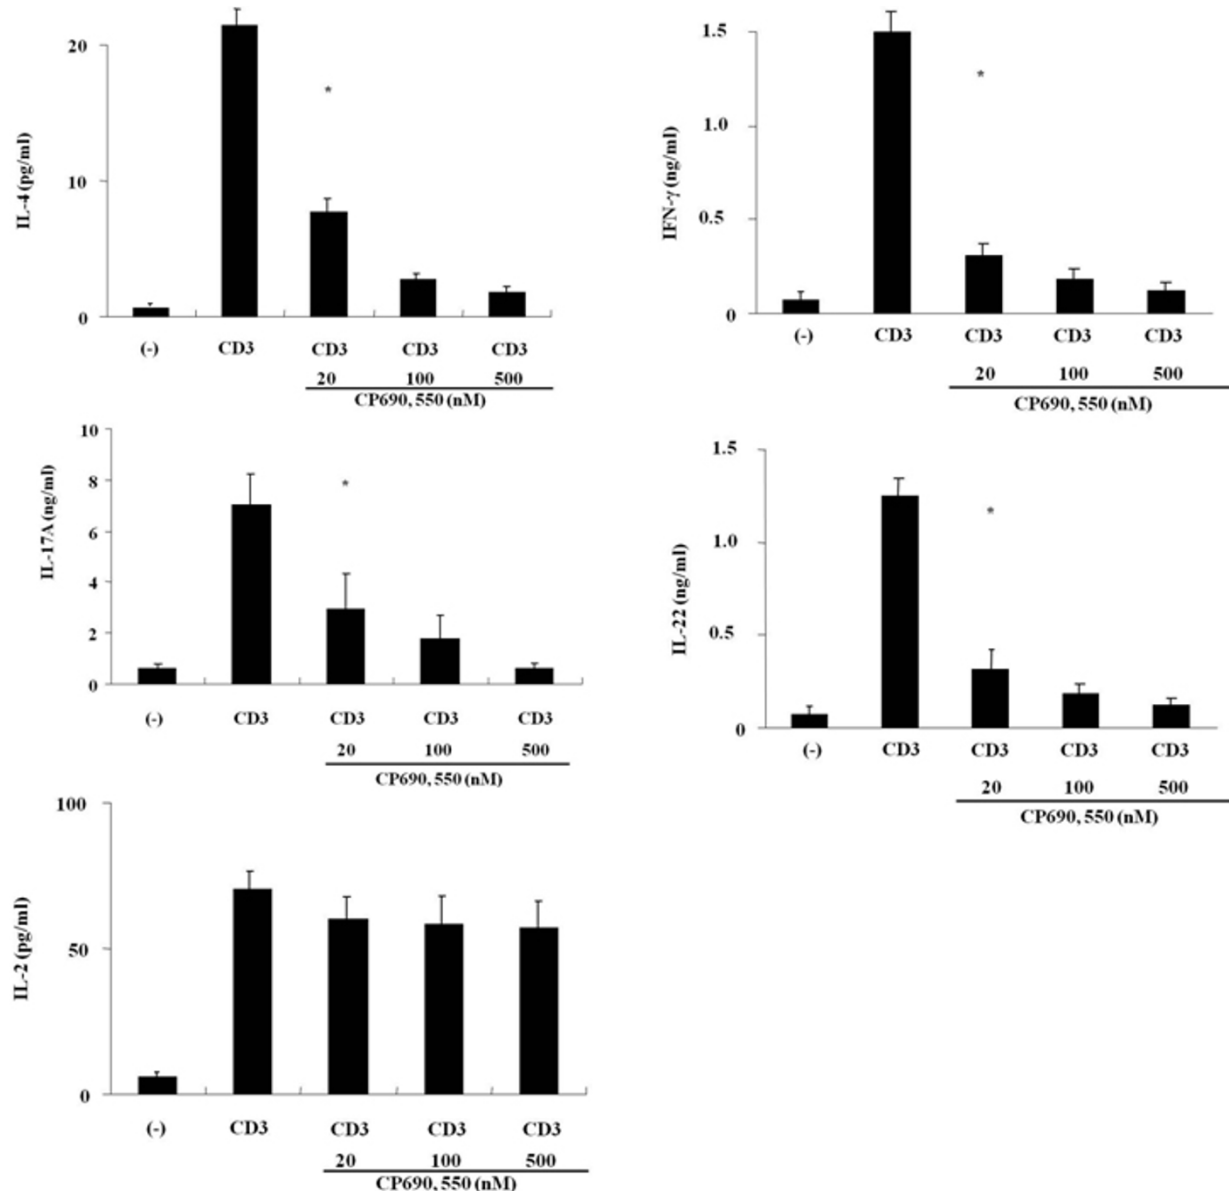 IL-4 (pg/ml)
20
10
0
*
(-) CD3 CD3 CD3 CD3
20 100 500
CP690, 550 (nM)
IFN-γ (ng/ml)
1.5
1.0
0.5
0
*
(-) CD3 CD3 CD3 CD3
20 100 500
CP690, 550 (nM)
IL-17A (ng/ml)
10
8
6
4
2
0
*
(-) CD3 CD3 CD3 CD3
20 100 500
CP690, 550 (nM)
IL-22 (ng/ml)
1.5
1.0
0.5
0
*
(-) CD3 CD3 CD3 CD3
20 100 500
CP690, 550 (nM)
IL-2 (pg/ml)
100
50
0
(-) CD3 CD3 CD3 CD3
20 100 500
CP690, 550 (nM)